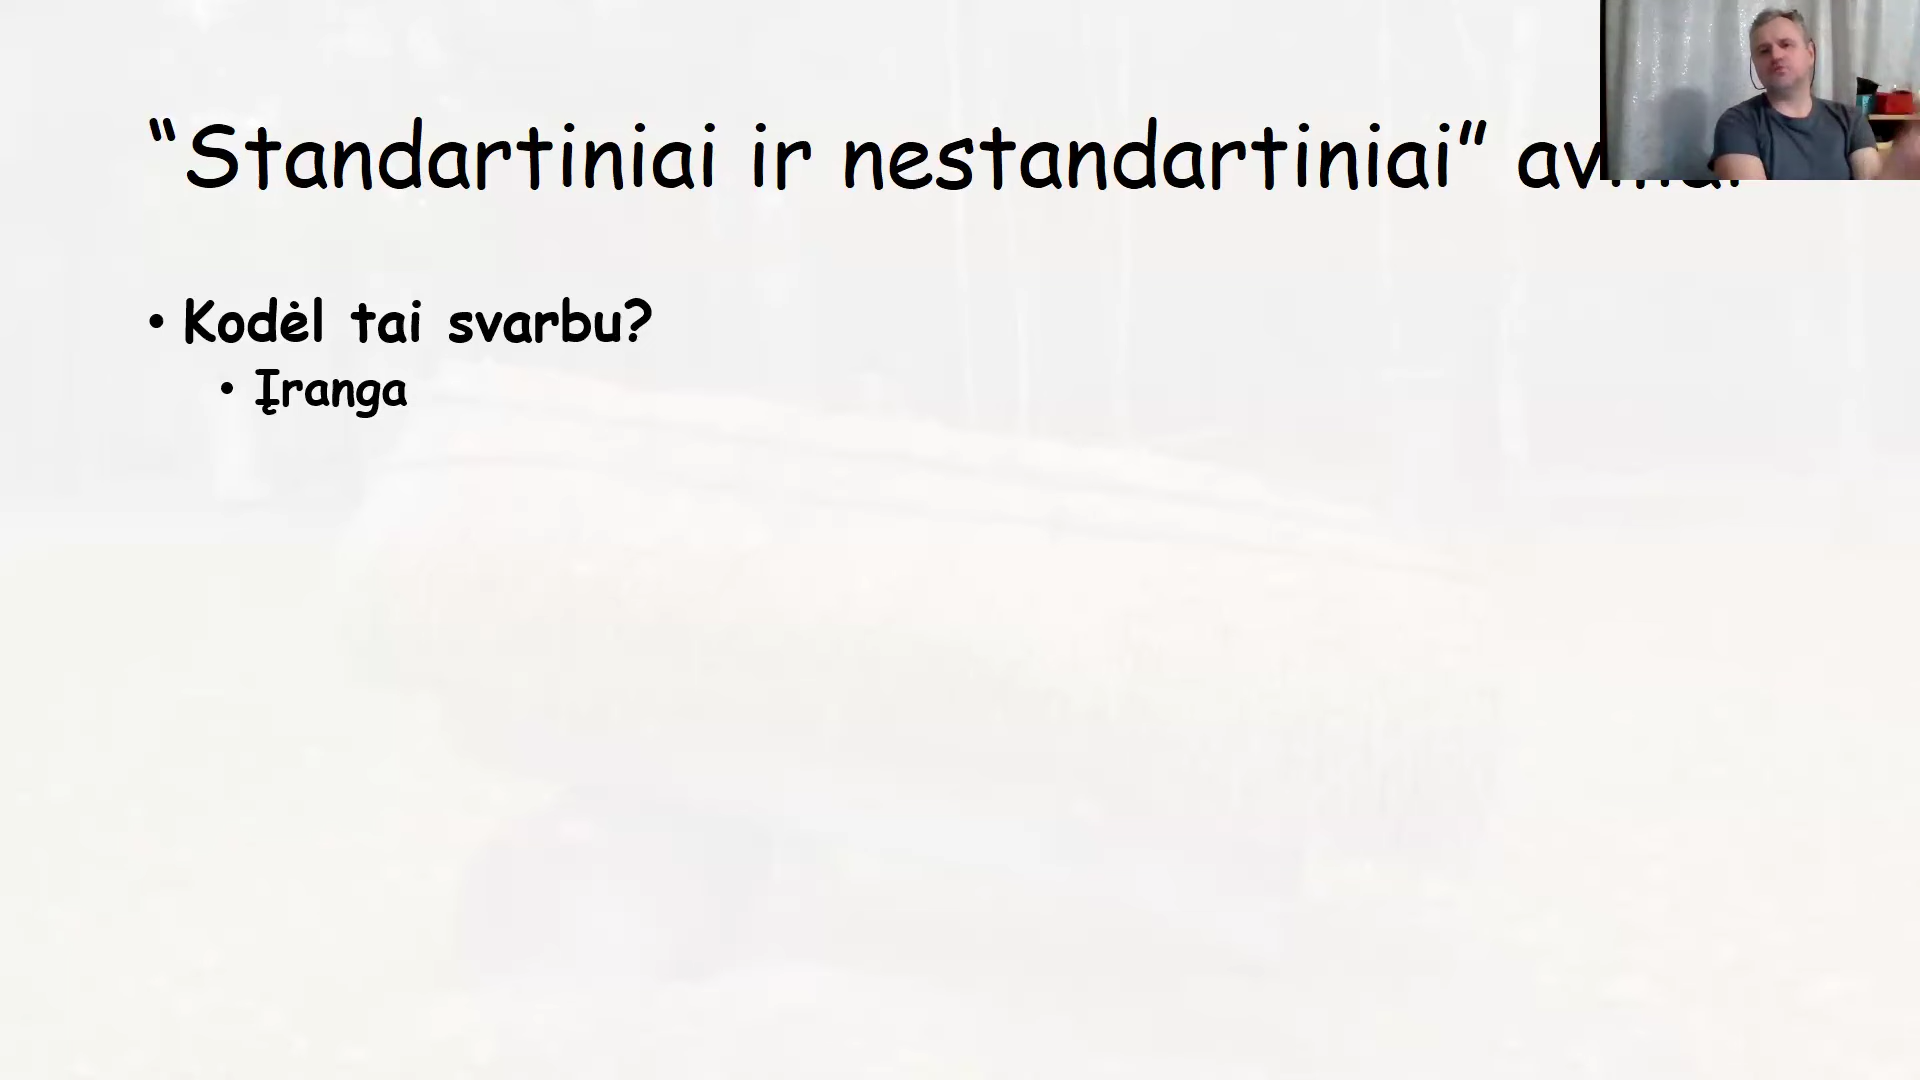 “Standartiniai ir nestandartiniai”
• Kodėl tai svarbu?
• Įranga